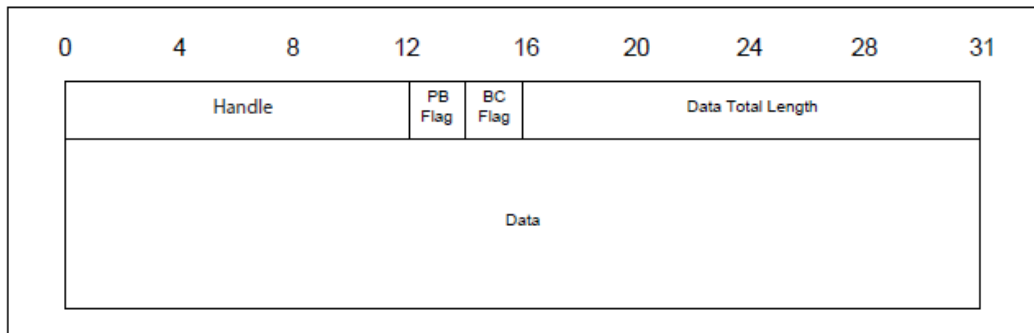 0 4 8 12 16 20 24 28 31
Handle
PB
Flag
BC
Flag
Data Total Length
Data